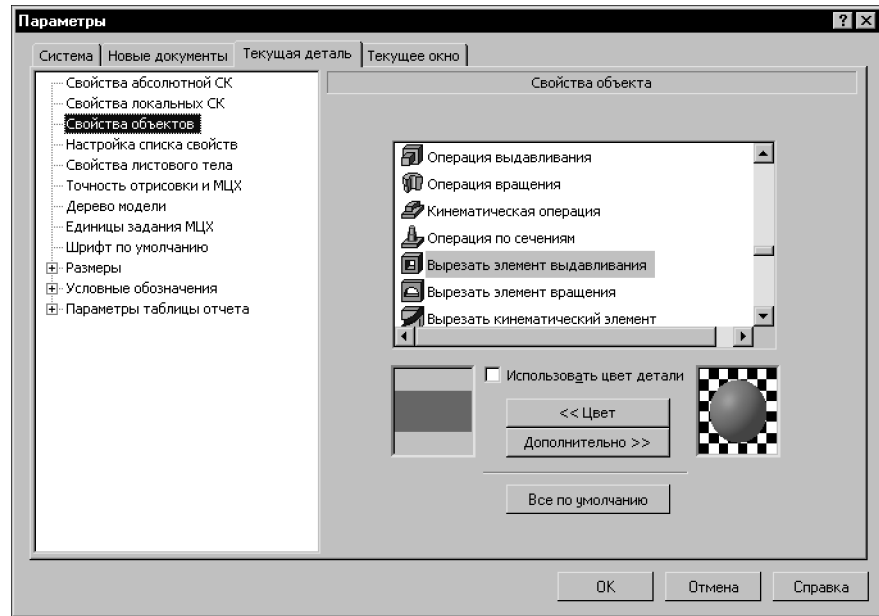 Параметры
Система
Новые документы
Текущая деталь
Текущее окно
Свойства абсолютной СК
Свойства локальных СК
Свойства объектов
Настройка списка свойств
Свойства листового тела
Точность отрисовки и МЦХ
Дерево модели
Единицы задания МЦХ
Шрифт по умолчанию
Размеры
Условные обозначения
Параметры таблицы отчета
Свойства объекта
Операция выдавливания
Операция вращения
Кинематическая операция
Операция по сечениям
Вырезать элемент выдавливания
Вырезать элемент вращения
Вырезать кинематический элемент
Использовать цвет детали
<< Цвет
Дополнительно >>
Все по умолчанию
OK
Отмена
Справка